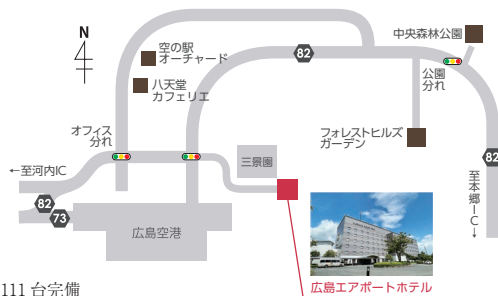 N
空の駅
オーチャード
八天堂
カフェリエ
82
中央森林公園
公園
分れ
オフィス
分れ
フォレストヒルズ
ガーデン
三景園
←至河内IC
82
73
82
至本郷IC→
広島空港
広島エアポートホテル
111 台完備